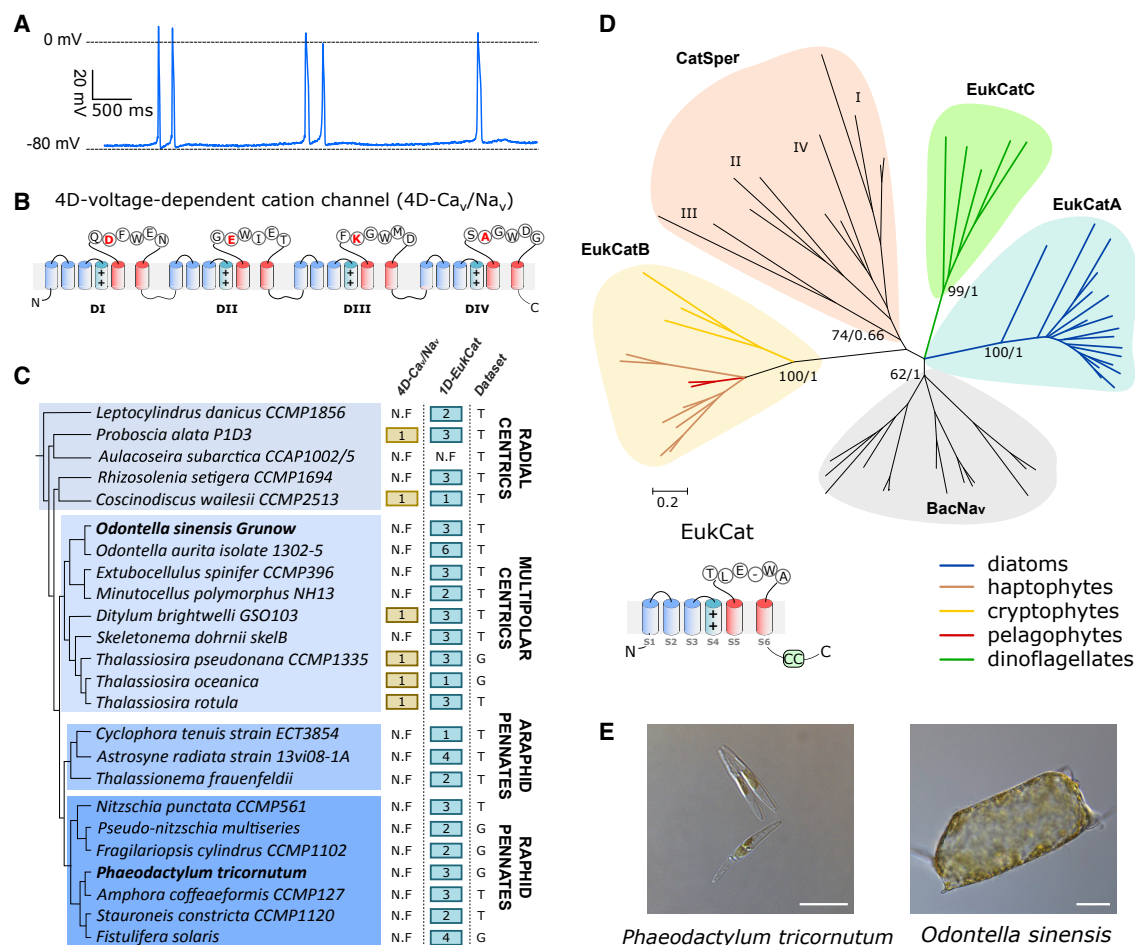 A
0 mV
20 mV
500 ms
-80 mV
B
4D-voltage-dependent cation channel (4D-Cav/Nav)
Q D F W E N
G E W I E T
F K G W M D
S A G W D G
+ + + +
+ + + +
N
C
DI DII DIII DIV
C
4D-Cav/Nav 1D-EukCat Dataset
Leptocylindrus danicus CCMP1856 N.F 2 T
Proboscia alata P1D3 1 3 T
Aulacoseira subarctica CCAP1002/5 N.F N.F T
Rhizosolenia setigera CCMP1694 N.F 3 T
Coscinodiscus wailesii CCMP2513 1 1 T
RADIAL
CENTRICS
Odontella sinensis Grunow N.F 3 T
Odontella aurita isolate 1302-5 N.F 6 T
Extubocellulus spinifer CCMP396 N.F 3 T
Minutocellus polymorphus NH13 N.F 2 T
Ditylum brightwelli GSO103 1 3 T
Skeletonema dohrnii skelB N.F 3 T
Thalassiosira pseudonana CCMP1335 1 3 G
Thalassiosira oceanica 1 1 G
Thalassiosira rotula 1 3 T
MULTIPOLAR
CENTRICS
Cyclophora tenuis strain ECT3854 N.F 1 T
Astrosyne radiata strain 13vi08-1A N.F 4 T
Thalassionema frauenfeldii N.F 2 T
ARAPHID
PENNATES
Nitzschia punctata CCMP561 N.F 3 T
Pseudo-nitzschia multiseries N.F 2 G
Fragilariopsis cylindrus CCMP1102 N.F 2 G
Phaeodactylum tricornutum N.F 3 G
Amphora coffeaeformis CCMP127 N.F 3 T
Stauroneis constricta CCMP1120 N.F 2 T
Fistulifera solaris N.F 4 G
RAPHID
PENNATES
D
CatSper
I
II
III
IV
EukCatC
EukCatA
EukCatB
99/1
74/0.66
100/1
100/1
62/1
0.2
BacNav
EukCat
T L E - W A
+
+
S1 S2 S3 S4 S5 S6
N
CC
C
diatoms
haptophytes
cryptophytes
pelagophytes
dinoflagellates
E
Phaeodactylum tricornutum
Odontella sinensis